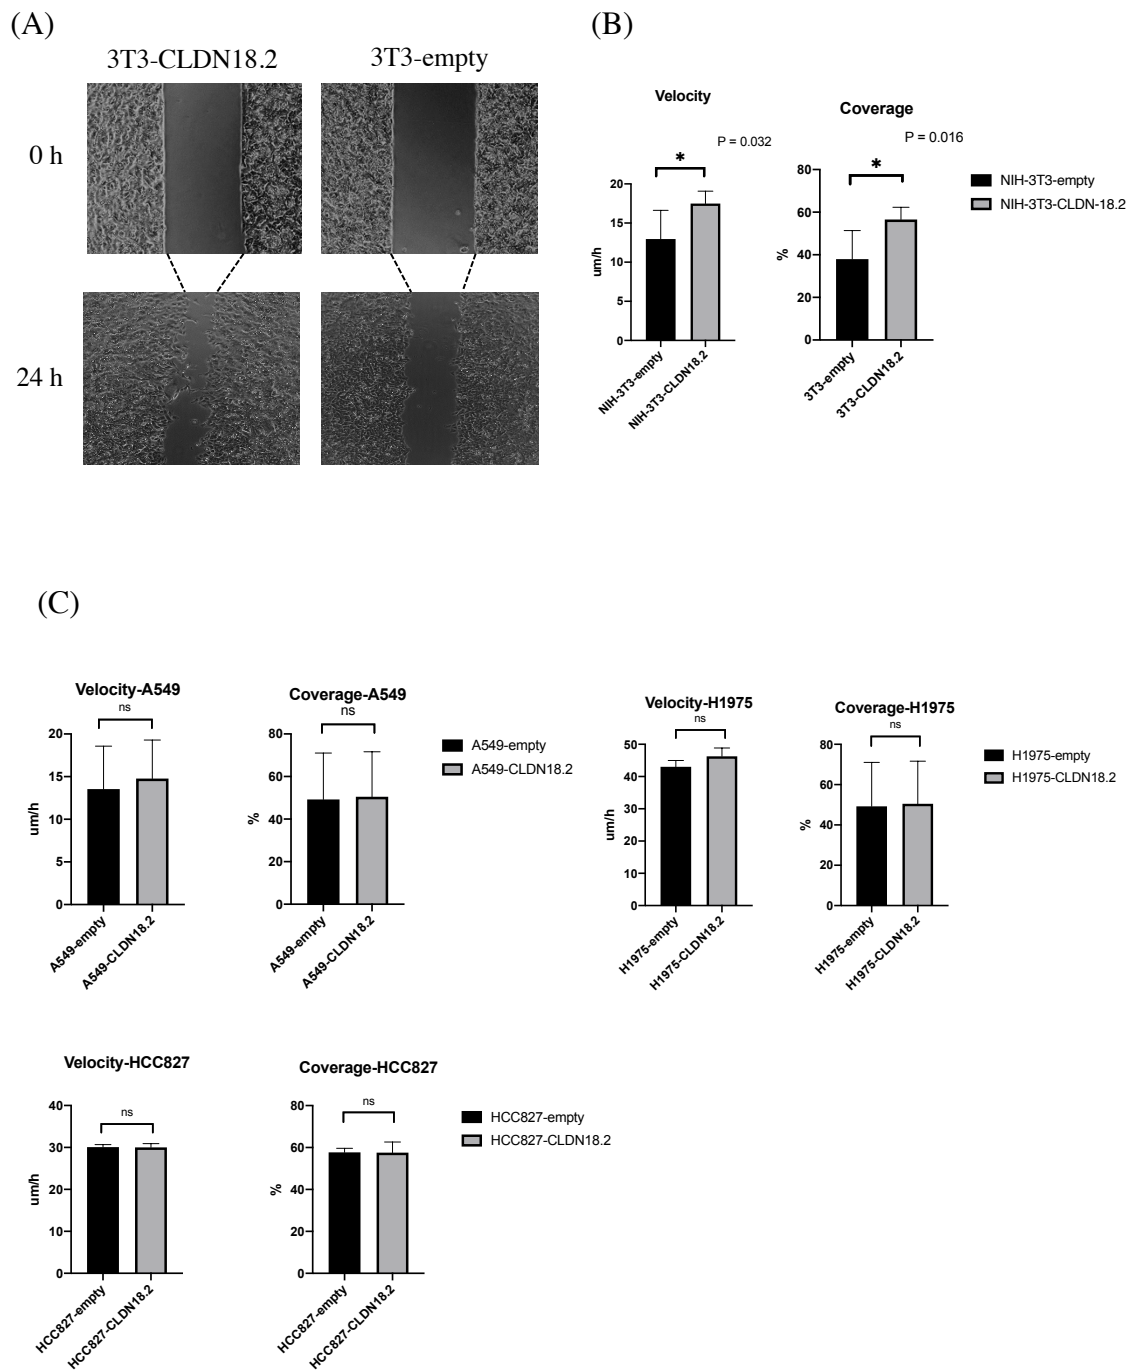 (A)
3T3-CLDN18.2
3T3-empty
0 h
24 h
(B)
Velocity
P = 0.032
*
20
15
10
5
0
um/h
NIH-3T3-empty
NIH-3T3-CLDN18.2
Coverage
P = 0.016
*
80
60
40
20
0
%
3T3-empty
3T3-CLDN18.2
NIH-3T3-empty
NIH-3T3-CLDN-18.2
(C)
Velocity-A549
ns
20
15
10
5
0
um/h
A549-empty
A549-CLDN18.2
Coverage-A549
ns
80
60
40
20
0
%
A549-empty
A549-CLDN18.2
A549-empty
A549-CLDN18.2
Velocity-H1975
ns
50
40
30
20
10
0
um/h
H1975-empty
H1975-CLDN18.2
Coverage-H1975
ns
80
60
40
20
0
%
H1975-empty
H1975-CLDN18.2
H1975-empty
H1975-CLDN18.2
Velocity-HCC827
ns
40
30
20
10
0
um/h
HCC827-empty
HCC827-CLDN18.2
Coverage-HCC827
ns
80
60
40
20
0
%
HCC827-empty
HCC827-CLDN18.2
HCC827-empty
HCC827-CLDN18.2